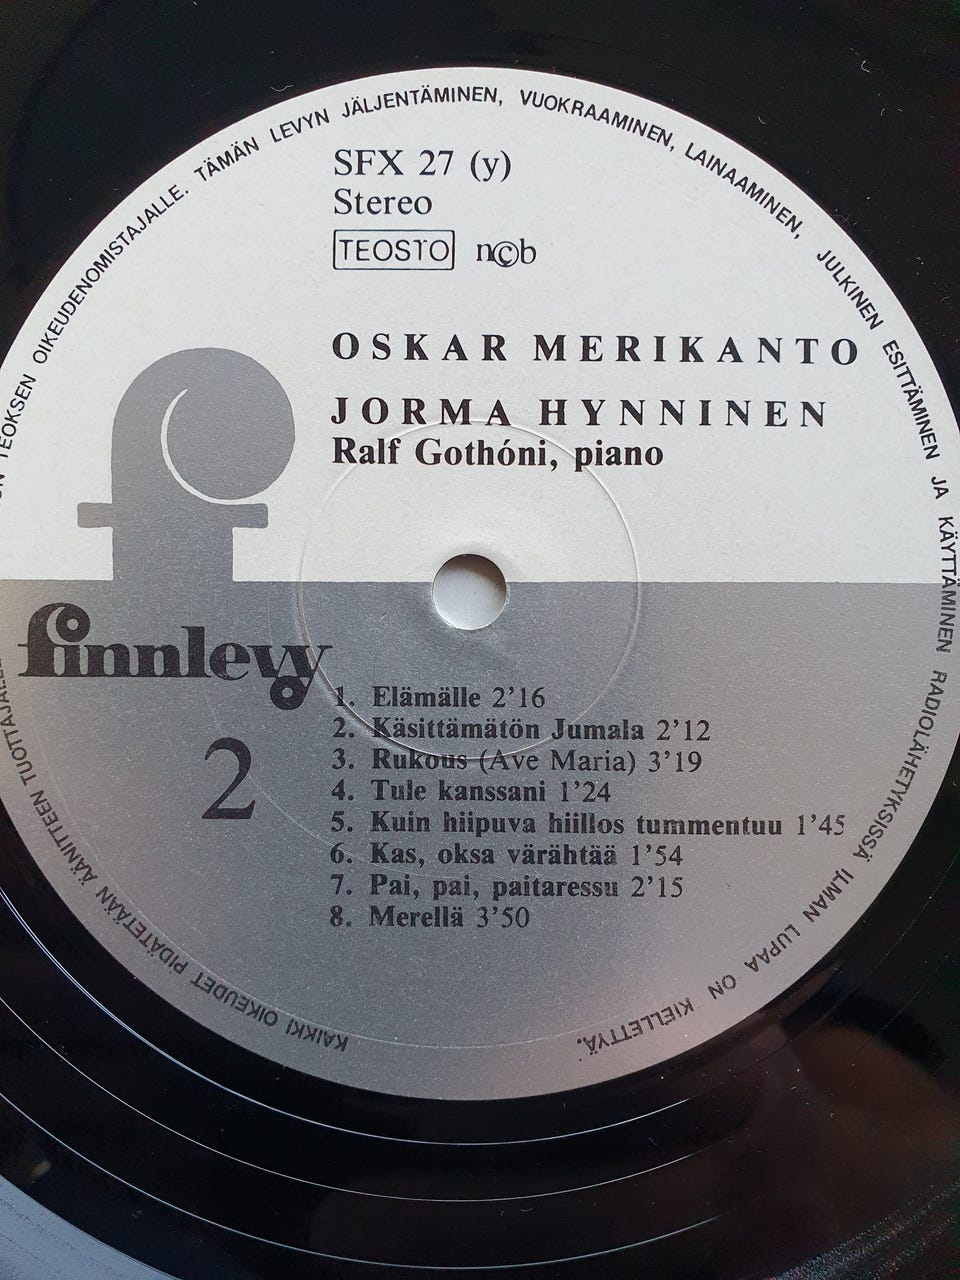 SFX 27 (y)
Stereo
TEOSTO n©b
OSKAR MERIKANTO
JORMA HYNNINEN
Ralf Gothóni, piano
finnlevy
2
1. Elämälle 2’16
2. Käsittämätön Jumala 2’12
3. Rukous (Ave Maria) 3’19
4. Tule kanssani 1’24
5. Kuin hiipuva hiillos tummentuu 1’45
6. Kas, oksa värähtää 1’54
7. Pai, pai, paitaressu 2’15
8. Merellä 3’50
KAIKKI OIKEUDET PIDÄTETÄÄN ÄÄNITTEEN TUOTTAJALLE TEOKSEN OIKEUDENOMISTAJALLE. TÄMÄN LEVYN JÄLJENTÄMINEN, VUOKRAAMINEN, LAINAAMINEN, JULKINEN ESITTÄMINEN JA KÄYTTÄMINEN RADIOLÄHETYKSISSÄ ILMAN LUPAA ON KIELLETTYÄ.